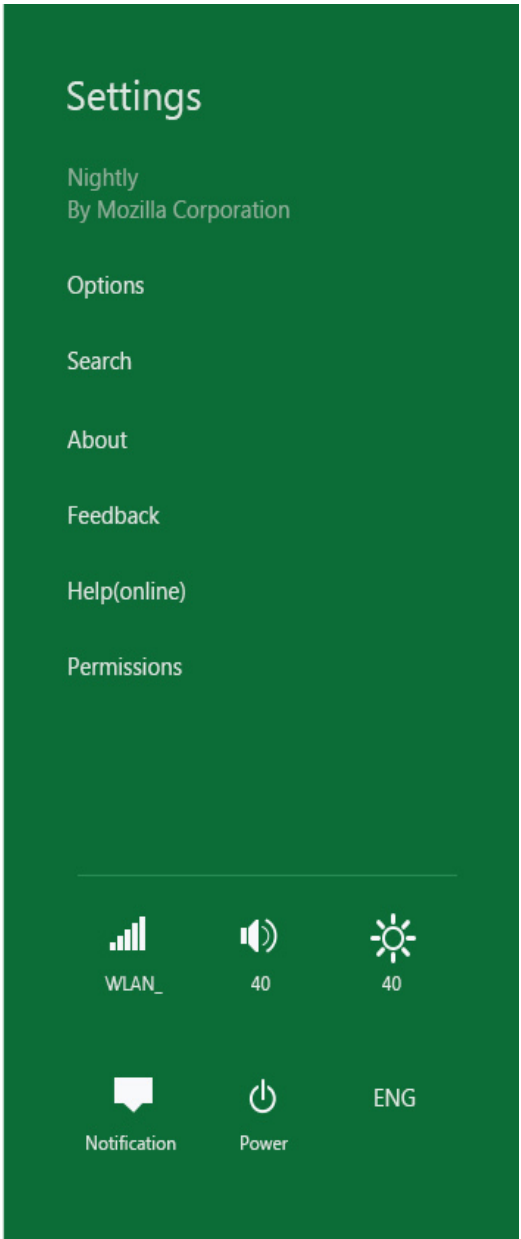 Settings
Nightly
By Mozilla Corporation
Options
Search
About
Feedback
Help(online)
Permissions
WLAN_ 40 40
ENG
Notification Power